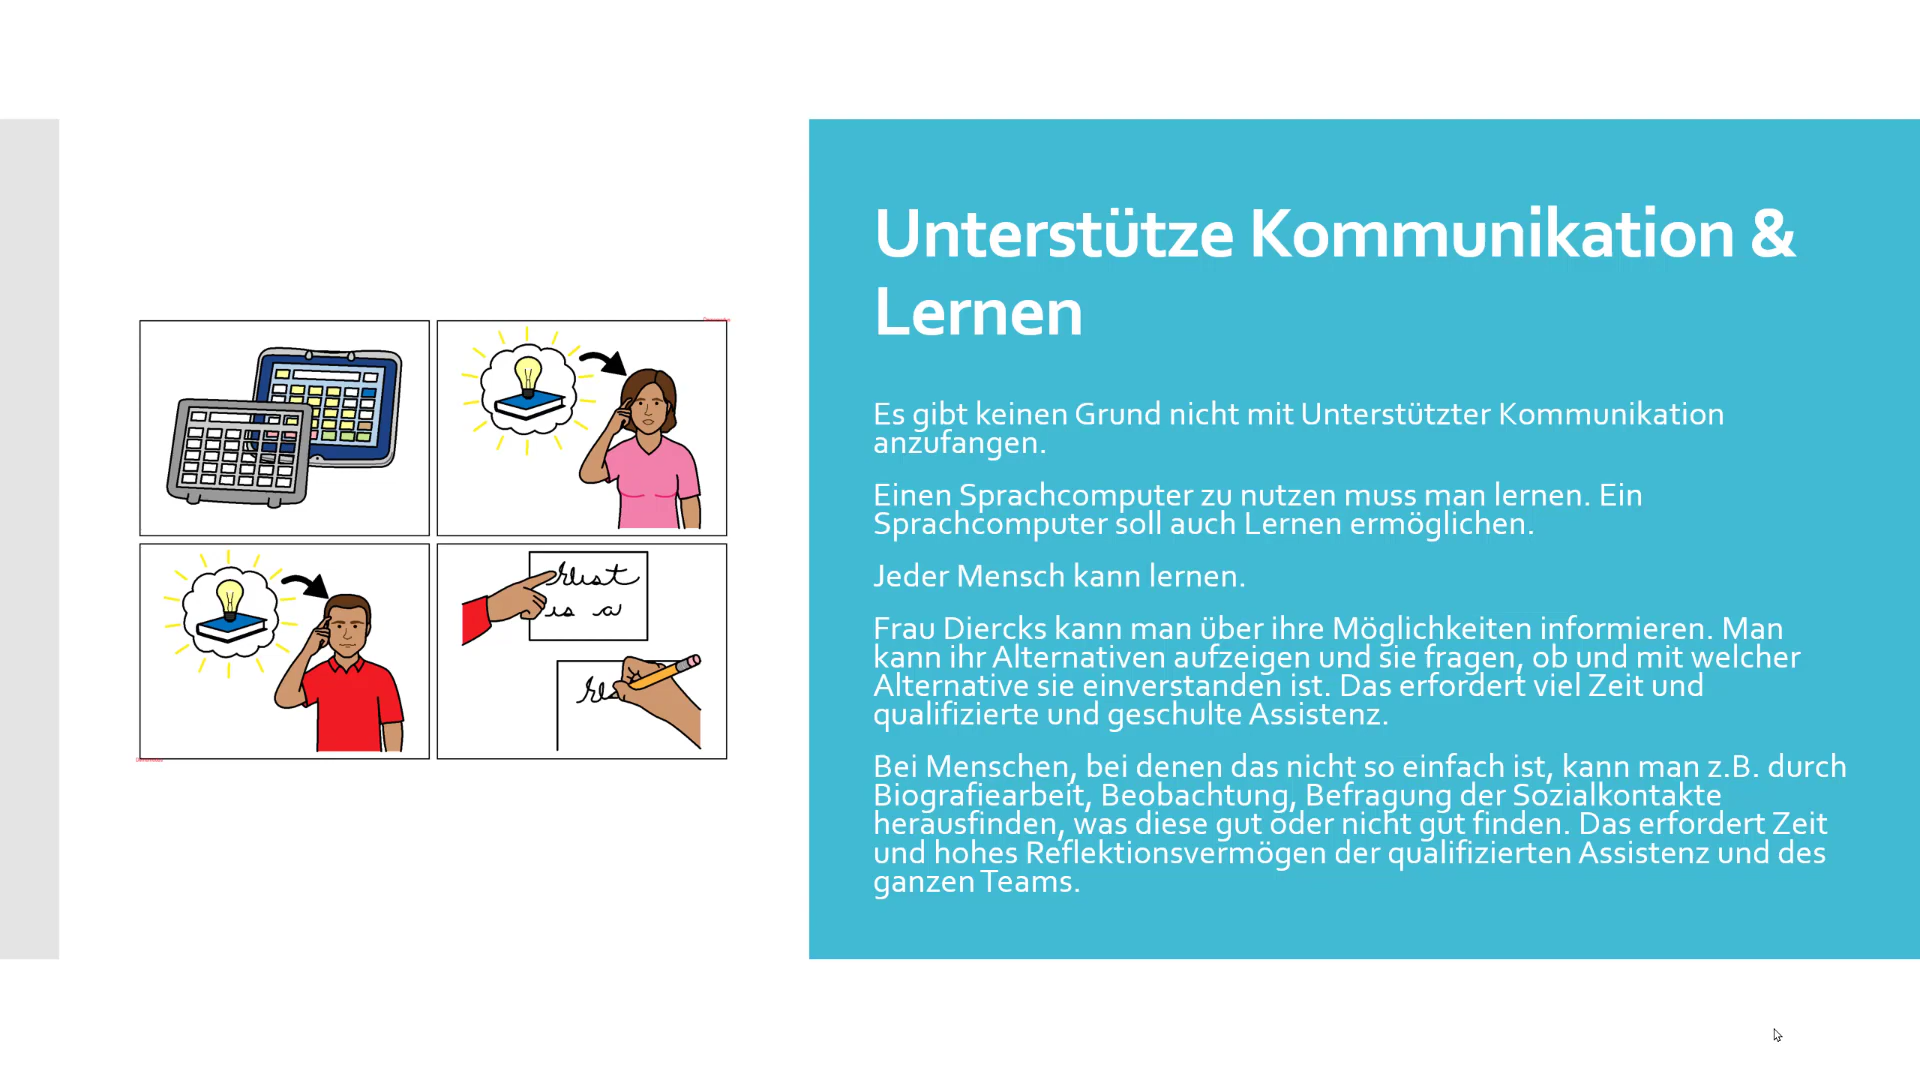 Unterstütze Kommunikation &
Lernen
Es gibt keinen Grund nicht mit Unterstützter Kommunikation
anzufangen.
Einen Sprachcomputer zu nutzen muss man lernen. Ein
Sprachcomputer soll auch Lernen ermöglichen.
Jeder Mensch kann lernen.
Frau Diercks kann man über ihre Möglichkeiten informieren. Man
kann ihr Alternativen aufzeigen und sie fragen, ob und mit welcher
Alternative sie einverstanden ist. Das erfordert viel Zeit und
qualifizierte und geschulte Assistenz.
Bei Menschen, bei denen das nicht so einfach ist, kann man z.B. durch
Biografiearbeit, Beobachtung, Befragung der Sozialkontakte
herausfinden, was diese gut oder nicht gut finden. Das erfordert Zeit
und hohes Reflektionsvermögen der qualifizierten Assistenz und des
ganzen Teams.
is a